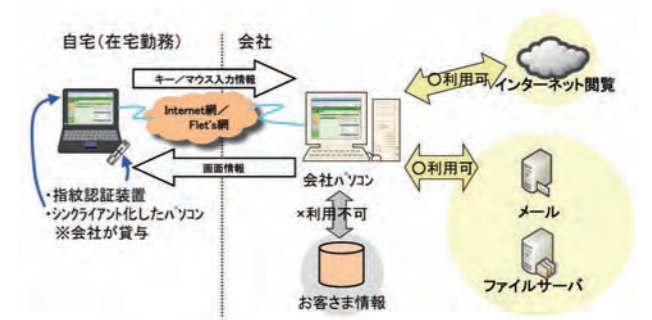 自宅(在宅勤務)
会社
キー/マウス入力情報
Internet網/
Flet's網
画面情報
・指紋認証装置
・シンクライアント化したパソコン
※会社が貸与
会社パソコン
×利用不可
お客さま情報
〇利用可
インターネット閲覧
〇利用可
メール
ファイルサーバ